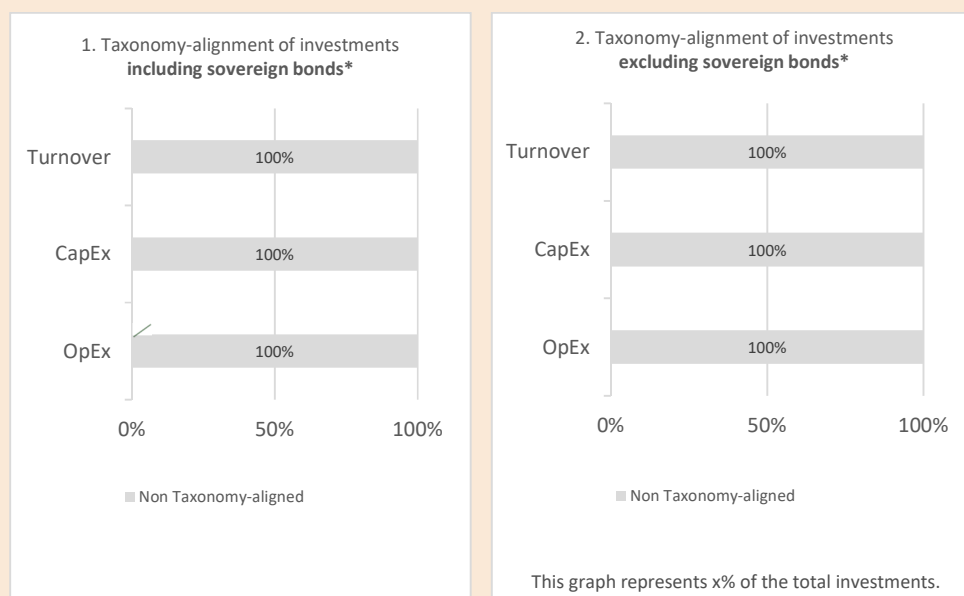 1. Taxonomy-alignment of investments
including sovereign bonds*
Turnover
100%
CapEx
100%
OpEx
100%
0%
50%
100%
Non Taxonomy-aligned
2. Taxonomy-alignment of investments
excluding sovereign bonds*
Turnover
100%
CapEx
100%
OpEx
100%
0%
50%
100%
Non Taxonomy-aligned
This graph represents x% of the total investments.